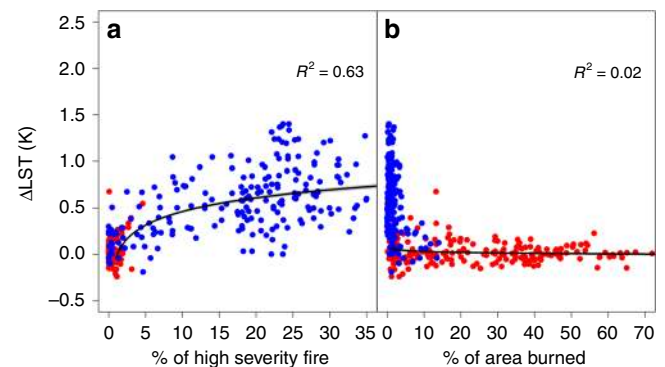 a
b
R² = 0.63
R² = 0.02
ΔLST (K)
2.5
2.0
1.5
1.0
0.5
0.0
–0.5
0 5 10 15 20 25 30 35
0 10 20 30 40 50 60 70
% of high severity fire
% of area burned